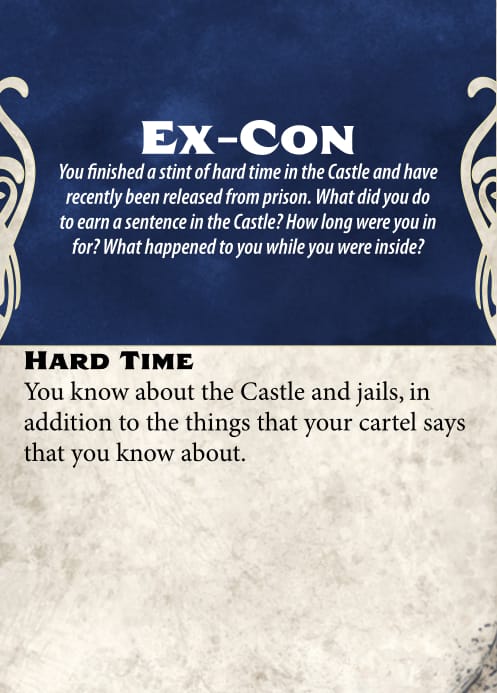 Ex-Con
You finished a stint of hard time in the Castle and have
recently been released from prison. What did you do
to earn a sentence in the Castle? How long were you in
for? What happened to you while you were inside?
Hard Time
You know about the Castle and jails, in
addition to the things that your cartel says
that you know about.